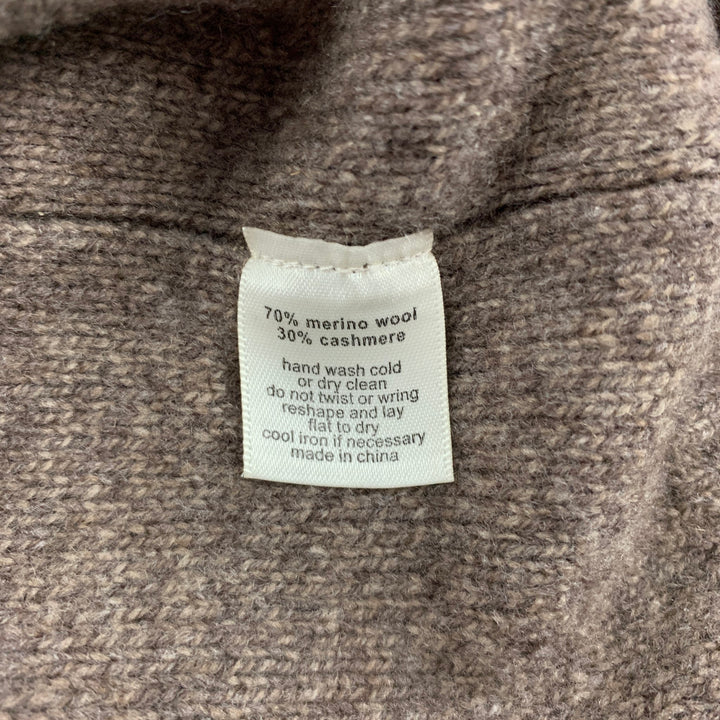 70% merino wool
30% cashmere
hand wash cold
or dry clean
do not twist or wring
reshape and lay
flat to dry
cool iron if necessary
made in china